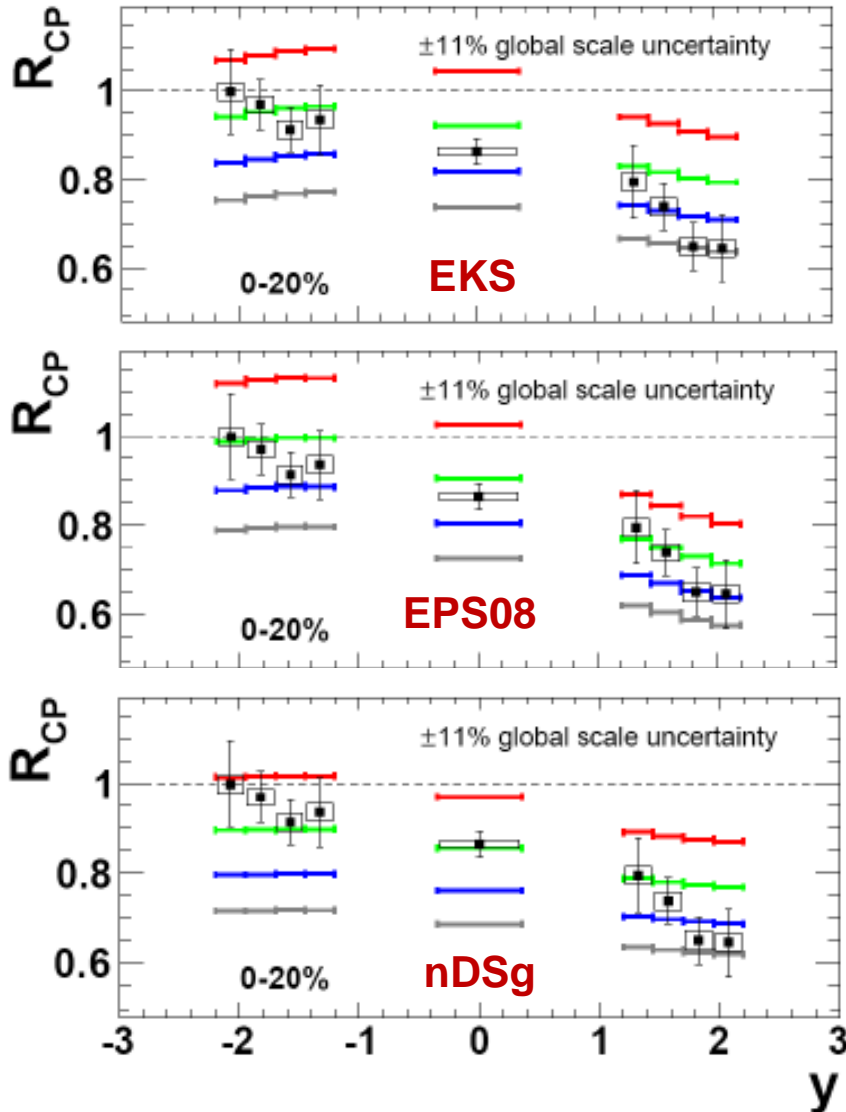 R_CP
±11% global scale uncertainty
1
0.8
0.6
0-20%
EKS
R_CP
±11% global scale uncertainty
1
0.8
0.6
0-20%
EPS08
R_CP
±11% global scale uncertainty
1
0.8
0.6
0-20%
nDSg
-3 -2 -1 0 1 2 3
y